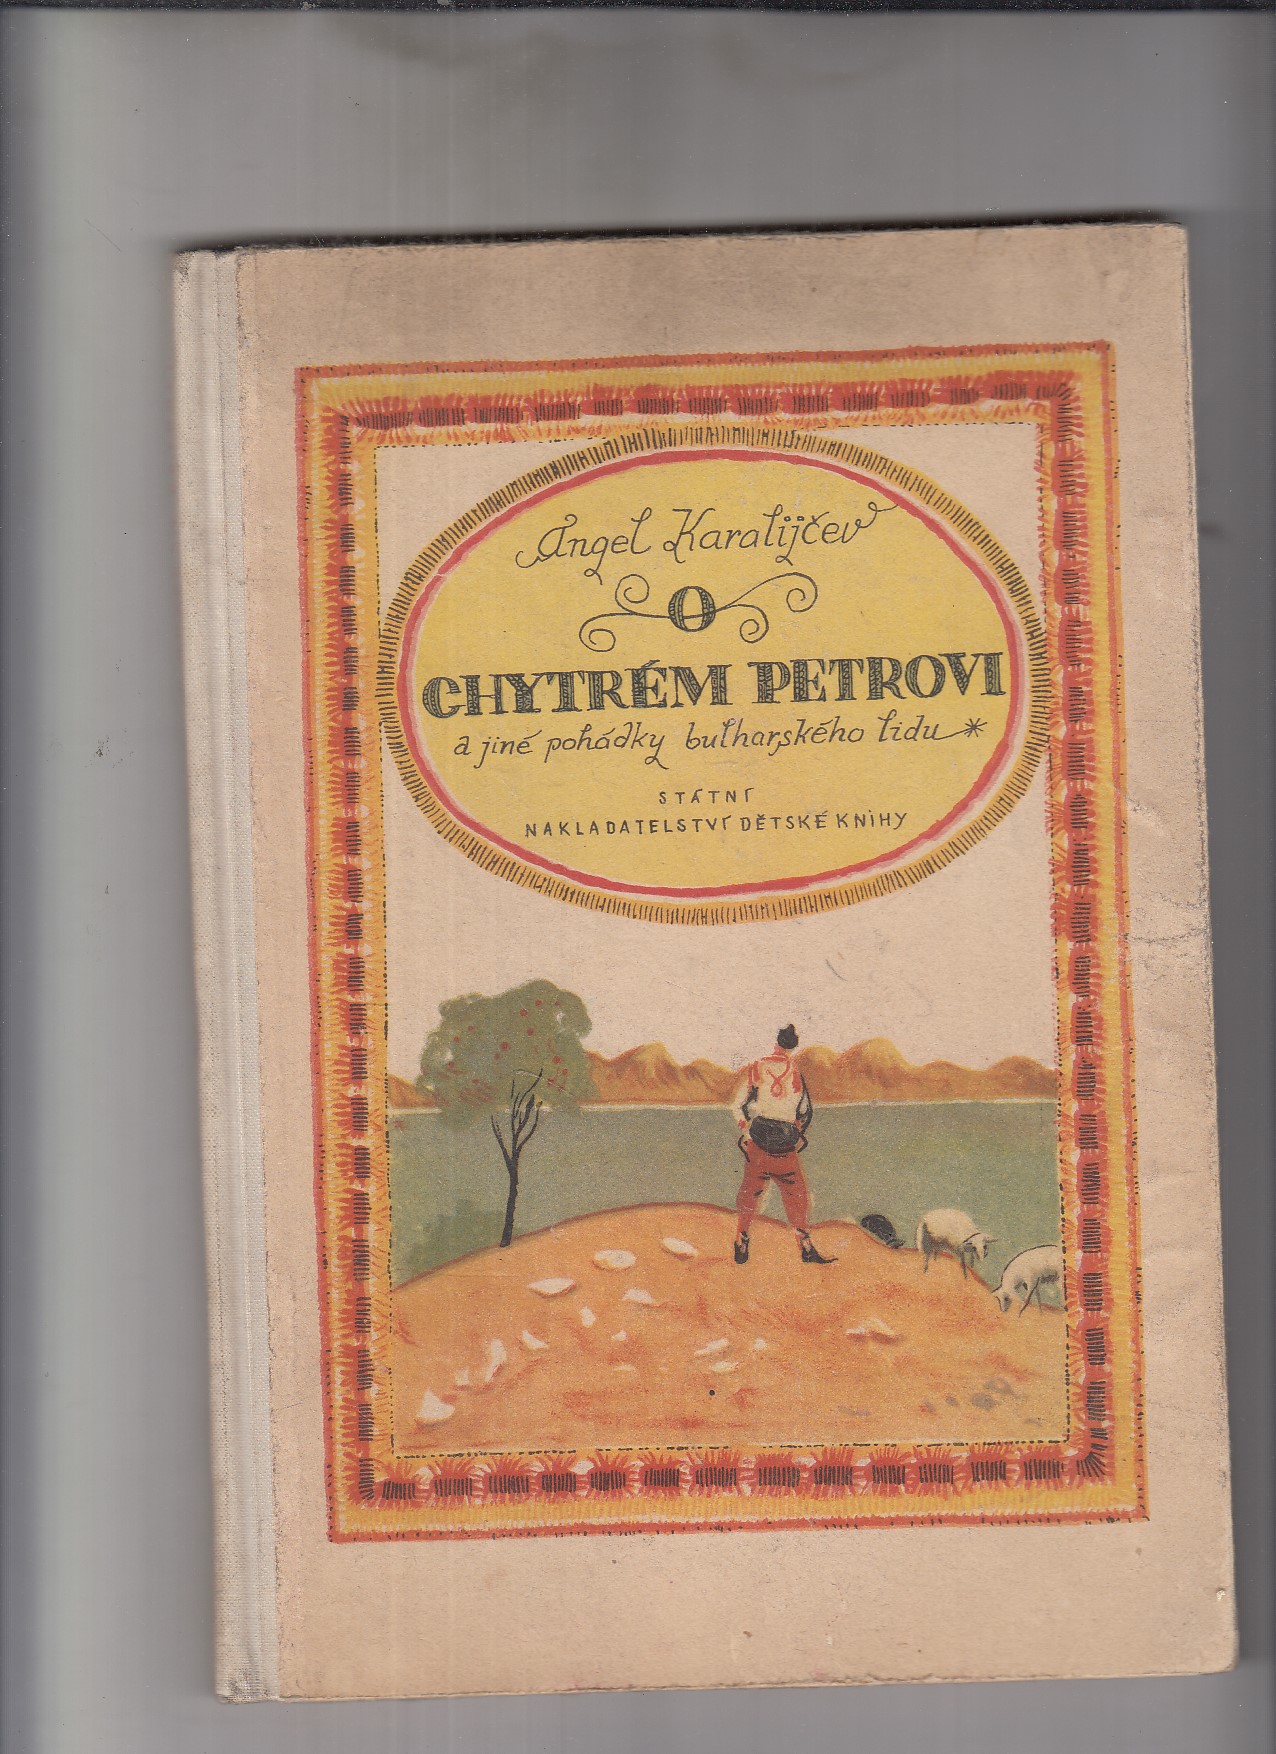 Angel Karalijčev
O
CHYTRÉM PETROVI
a jiné pohádky bulharského lidu *
STÁTNÍ
NAKLADATELSTVÍ DĚTSKÉ KNIHY